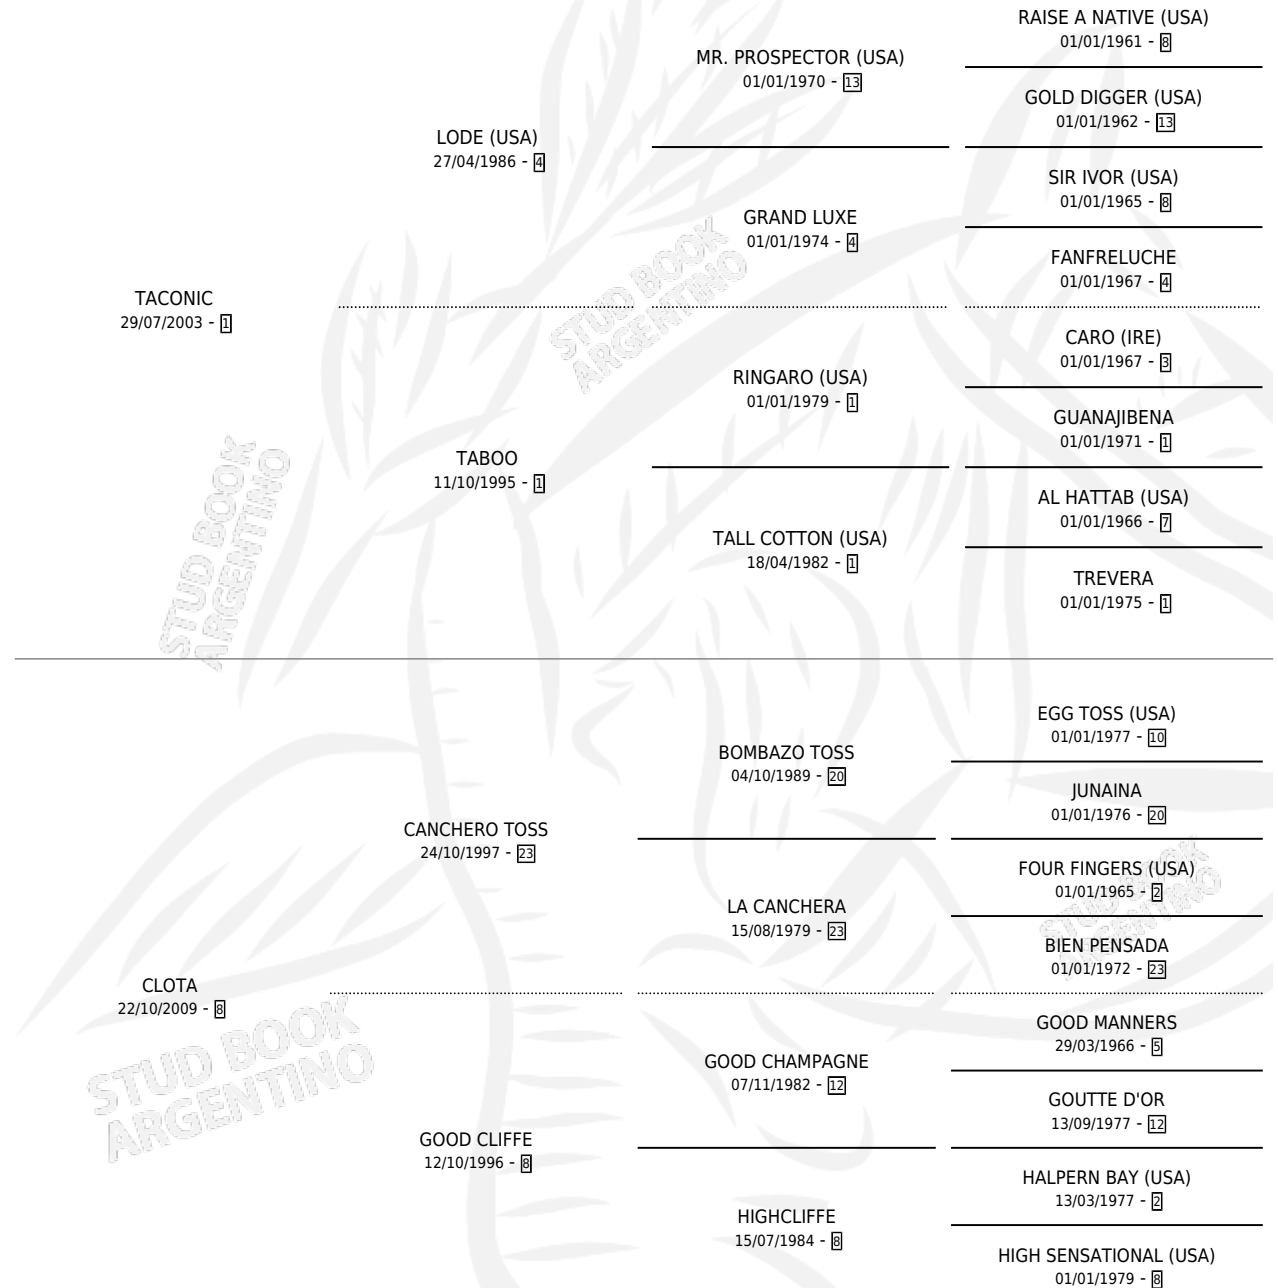 RAISE A NATIVE (USA)
01/01/1961 - 8
MR. PROSPECTOR (USA)
01/01/1970 - 13
GOLD DIGGER (USA)
01/01/1962 - 13
LODE (USA)
27/04/1986 - 4
SIR IVOR (USA)
01/01/1965 - 8
GRAND LUXE
01/01/1974 - 4
FANFRELUCHE
01/01/1967 - 4
TACONIC
29/07/2003 - 1
CARO (IRE)
01/01/1967 - 3
RINGARO (USA)
01/01/1979 - 1
GUANAJIBENA
01/01/1971 - 1
TABOO
11/10/1995 - 1
AL HATTAB (USA)
01/01/1966 - 7
TALL COTTON (USA)
18/04/1982 - 1
TREVERA
01/01/1975 - 1
EGG TOSS (USA)
01/01/1977 - 10
BOMBAZO TOSS
04/10/1989 - 20
JUNAINA
01/01/1976 - 20
CANCHERO TOSS
24/10/1997 - 23
FOUR FINGERS (USA)
01/01/1965 - 2
LA CANCHERA
15/08/1979 - 23
BIEN PENSADA
01/01/1972 - 23
CLOTA
22/10/2009 - 8
GOOD MANNERS
29/03/1966 - 5
GOOD CHAMPAGNE
07/11/1982 - 12
GOUTTE D'OR
13/09/1977 - 12
GOOD CLIFFE
12/10/1996 - 8
HALPERN BAY (USA)
13/03/1977 - 2
HIGHCLIFFE
15/07/1984 - 8
HIGH SENSATIONAL (USA)
01/01/1979 - 8
STUD BOOK
ARGENTINO
STUD BOOK
ARGENTINO
STUD BOOK
ARGENTINO
STUD BOOK
ARGENTINO